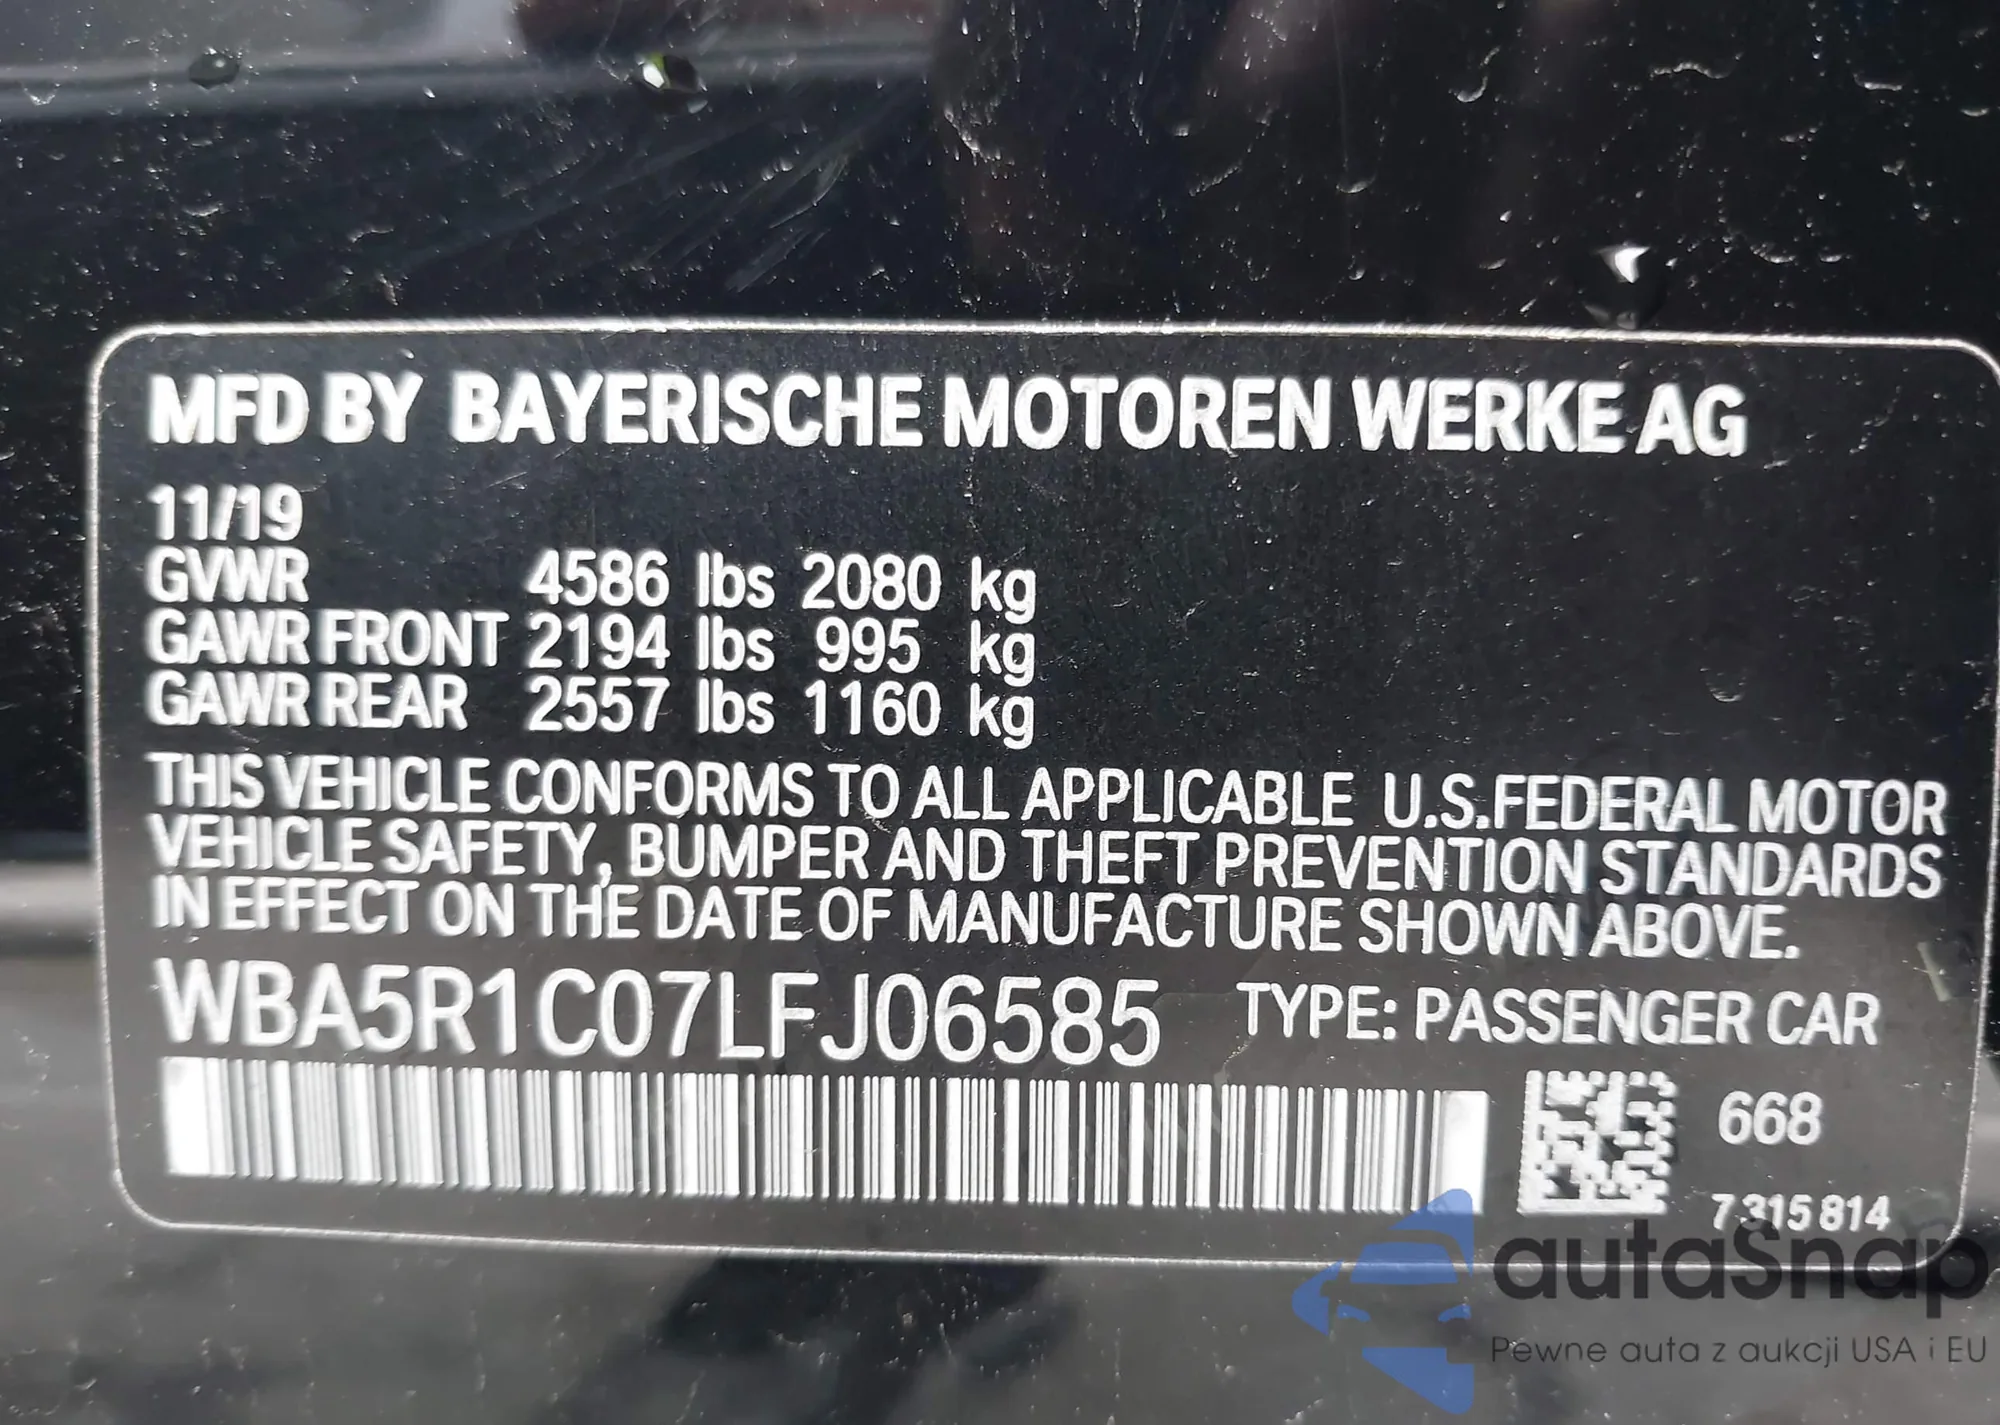 MFD BY BAYERISCHE MOTOREN WERKE AG
11/19
GVWR 4586 lbs 2080 kg
GAWR FRONT 2194 lbs 995 kg
GAWR REAR 2557 lbs 1160 kg
THIS VEHICLE CONFORMS TO ALL APPLICABLE U.S.FEDERAL MOTOR
VEHICLE SAFETY, BUMPER AND THEFT PREVENTION STANDARDS
IN EFFECT ON THE DATE OF MANUFACTURE SHOWN ABOVE.
WBA5R1C07LFJ06585 TYPE: PASSENGER CAR
668
7 315 814
autaSnap
Pewne auta z aukcji USA i EU